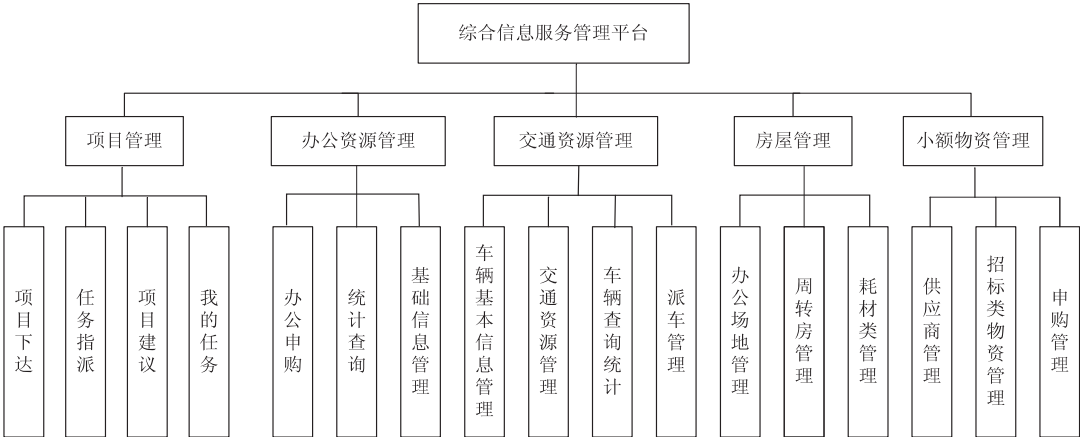 综合信息服务管理平台
项目管理
办公资源管理
交通资源管理
房屋管理
小额物资管理
项目下达
任务指派
项目建议
我的任务
办公申购
统计查询
基础信息管理
车辆基本信息管理
交通资源管理
车辆查询统计
派车管理
办公场地管理
周转房管理
耗材类管理
供应商管理
招标类物资管理
申购管理